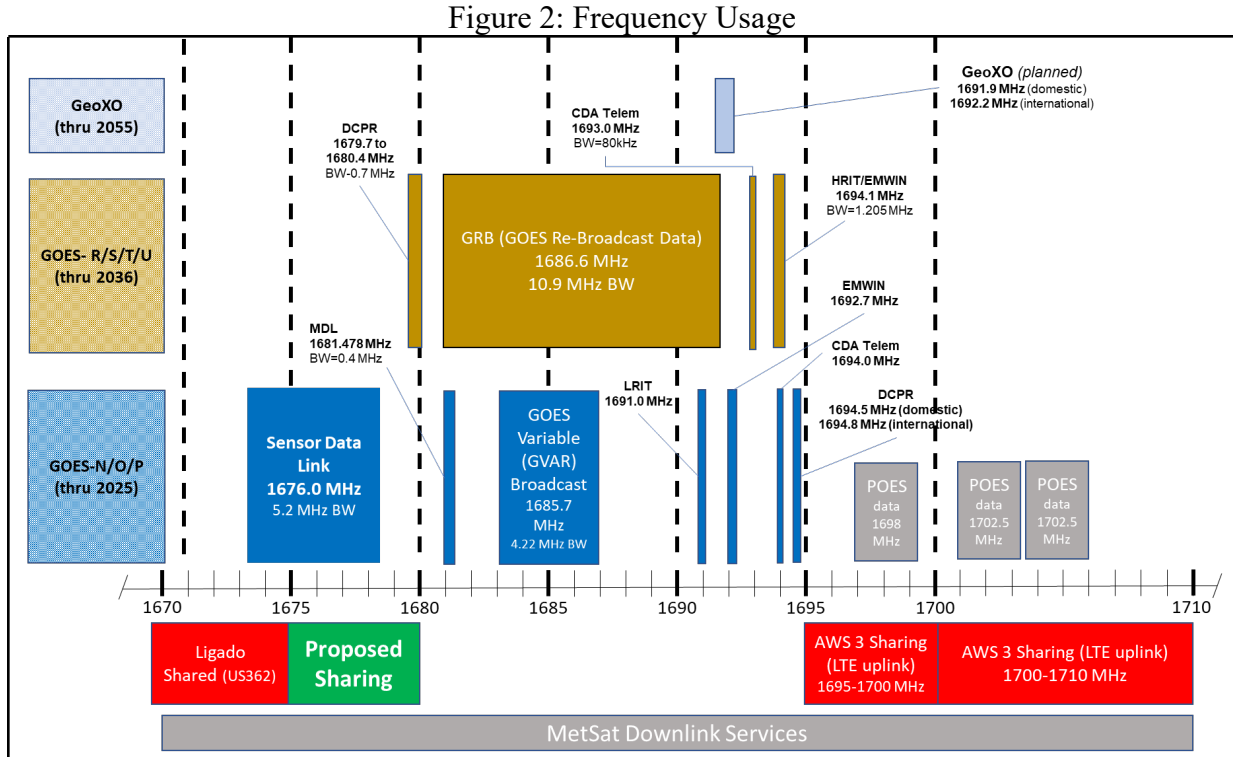 Figure 2: Frequency Usage
GeoXO
(thru 2055)
GeoXO (planned)
1691.9 MHz (domestic)
1692.2 MHz (international)
CDA Telem
1693.0 MHz
BW=80kHz
DCPR
1679.7 to
1680.4 MHz
BW-0.7 MHz
GOES- R/S/T/U
(thru 2036)
GRB (GOES Re-Broadcast Data)
1686.6 MHz
10.9 MHz BW
HRIT/EMWIN
1694.1 MHz
BW=1.205 MHz
EMWIN
1692.7 MHz
MDL
1681.478 MHz
BW=0.4 MHz
CDA Telem
1694.0 MHz
LRIT
1691.0 MHz
DCPR
1694.5 MHz (domestic)
1694.8 MHz (international)
GOES-N/O/P
(thru 2025)
Sensor Data
Link
1676.0 MHz
5.2 MHz BW
GOES
Variable
(GVAR)
Broadcast
1685.7
MHz
4.22 MHz BW
POES
data
1698
MHz
POES
data
1702.5
MHz
POES
data
1702.5
MHz
1670
1675
1680
1685
1690
1695
1700
1710
Ligado
Shared (US362)
Proposed
Sharing
AWS 3 Sharing
(LTE uplink)
1695-1700 MHz
AWS 3 Sharing (LTE uplink)
1700-1710 MHz
MetSat Downlink Services